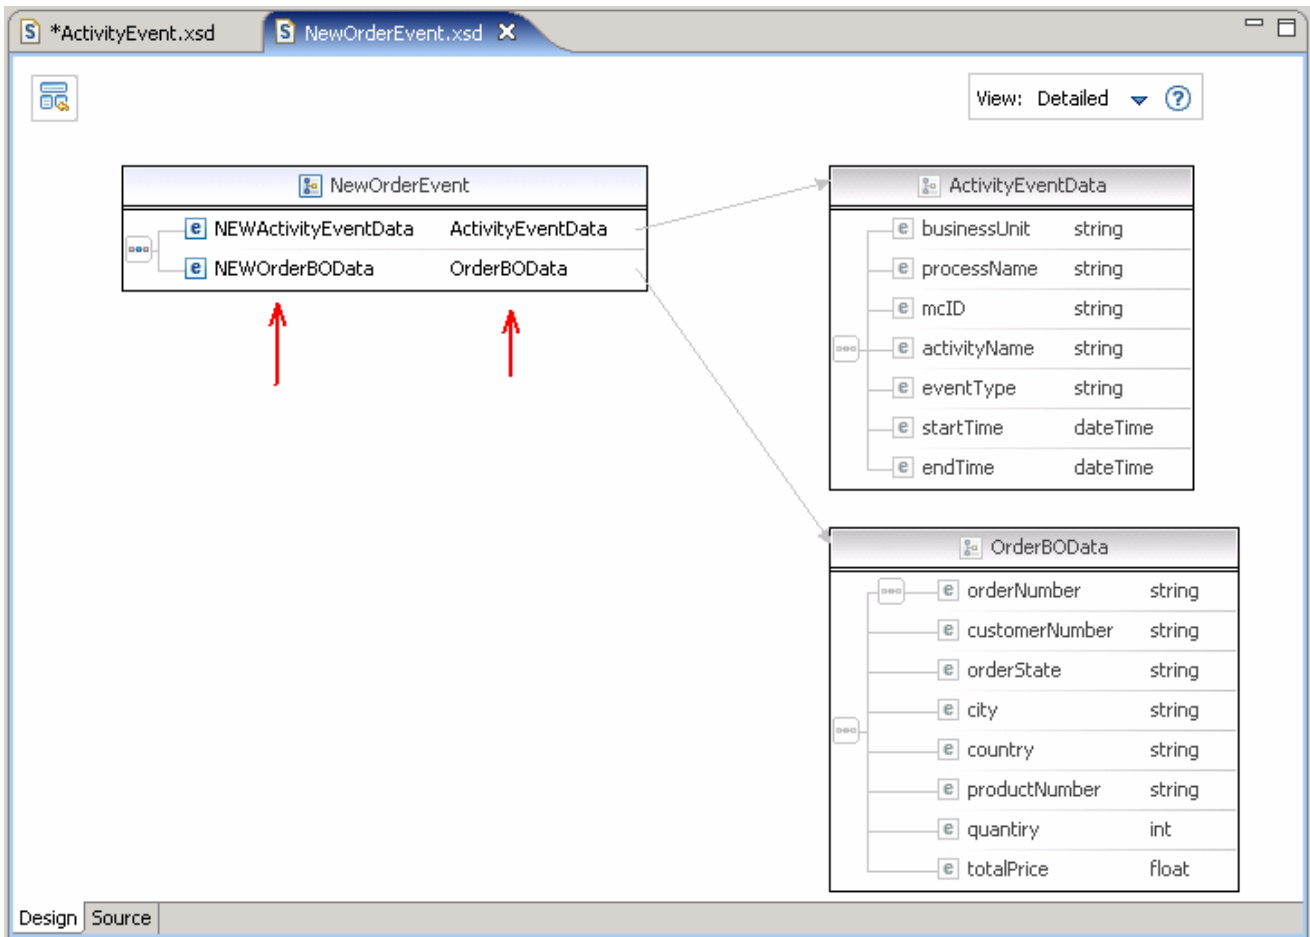 *ActivityEvent.xsd NewOrderEvent.xsd
View: Detailed
NewOrderEvent
NEWActivityEventData ActivityEventData
NEWOrderBOData OrderBOData
ActivityEventData
businessUnit string
processName string
mcID string
activityName string
eventType string
startTime dateTime
endTime dateTime
OrderBOData
orderNumber string
customerNumber string
orderState string
city string
country string
productNumber string
quantiry int
totalPrice float
Design Source